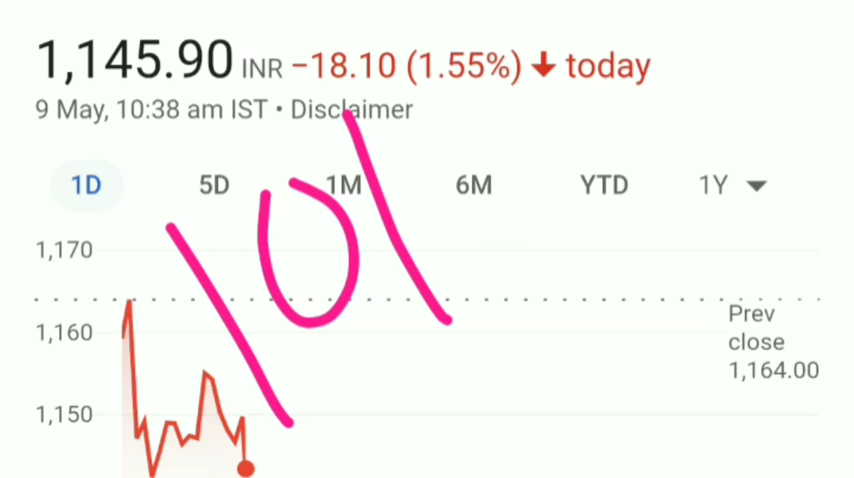 1,145.90 INR −18.10 (1.55%) ↓ today
9 May, 10:38 am IST • Disclaimer
1D 5D 1M 6M YTD 1Y
101
1,170
1,160
1,150
Prev
close
1,164.00